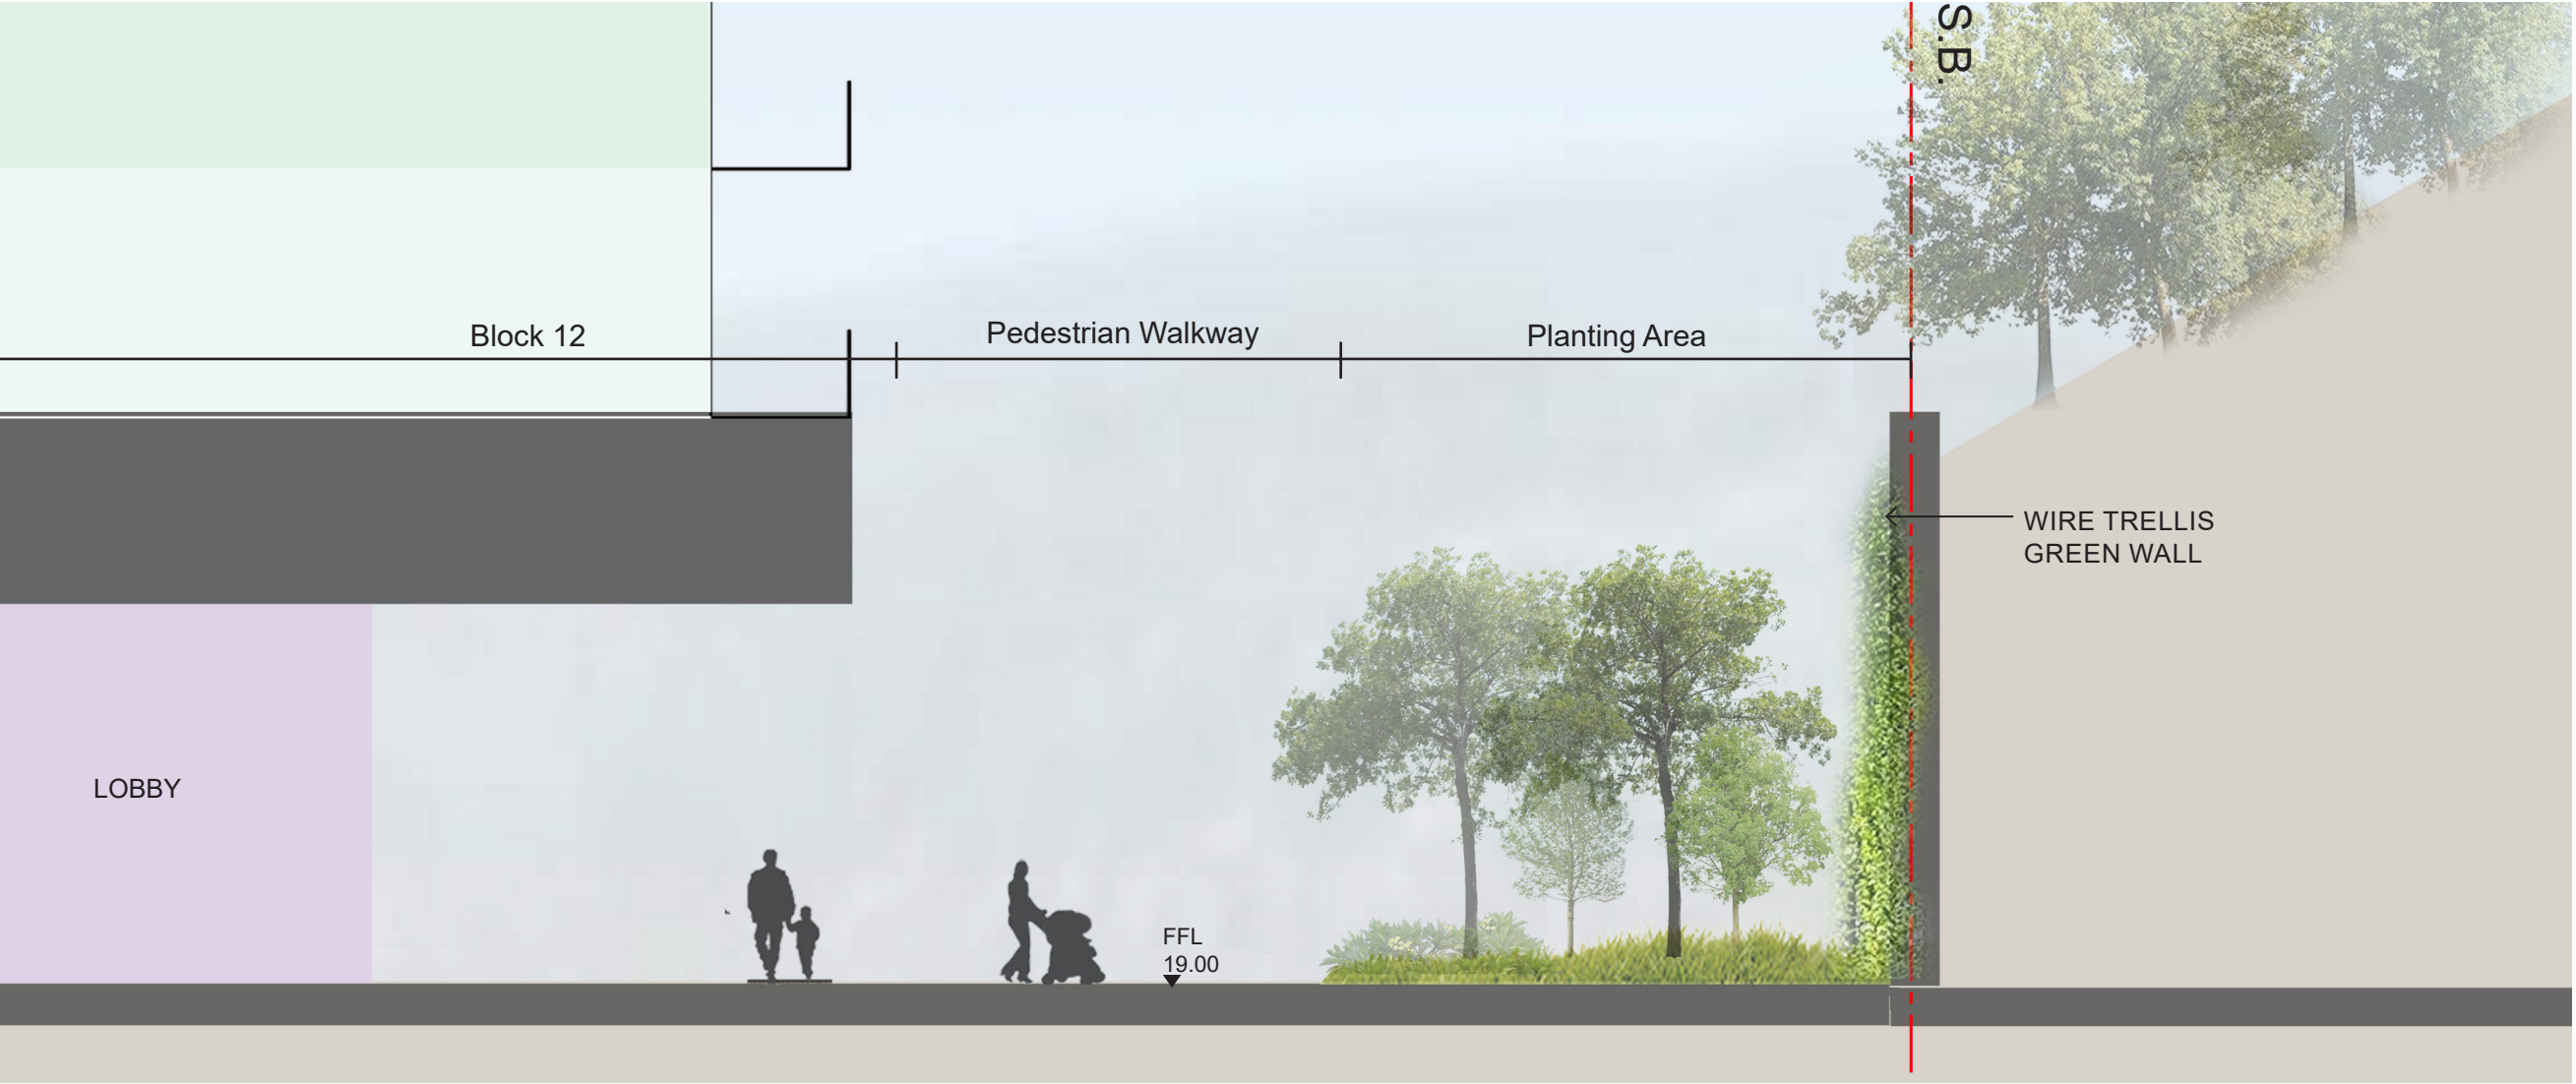 S.B.
Block 12
Pedestrian Walkway
Planting Area
WIRE TRELLIS
GREEN WALL
LOBBY
FFL
19.00